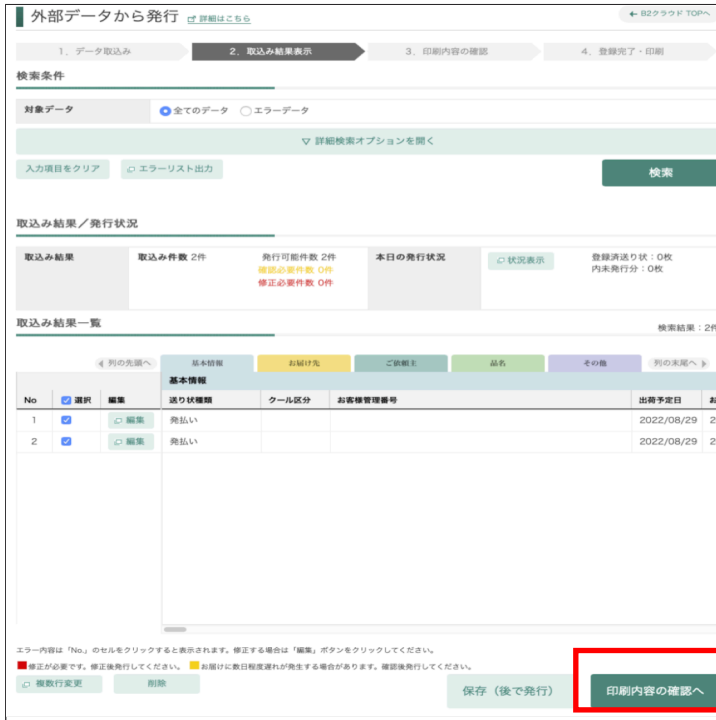 外部データから発行 詳細はこちら
← B2クラウド TOPへ
1. データ取込み 2. 取込み結果表示 3. 印刷内容の確認 4. 登録完了・印刷
検索条件
対象データ 全てのデータ エラーデータ
▽ 詳細検索オプションを開く
入力項目をクリア エラーリスト出力 検索
取込み結果／発行状況
取込み結果 取込み件数 2件 発行可能件数 2件 本日の発行状況 状況表示 登録済送り状：0枚
確認必要件数 0件 内未発行分：0枚
修正必要件数 0件
取込み結果一覧
検索結果：2件
列の先頭へ 基本情報 お届け先 ご依頼主 品名 その他 列の末尾へ
基本情報
No 選択 編集 送り状種類 クール区分 お客様管理番号 出荷予定日 お
1 編集 発払い 2022/08/29 2
2 編集 発払い 2022/08/29 2
エラー内容は「No.」のセルをクリックすると表示されます。修正する場合は「編集」ボタンをクリックしてください。
修正が必要です。修正後発行してください。 お届けに数日程度遅れが発生する場合があります。確認後発行してください。
複数行変更 削除 保存（後で発行） 印刷内容の確認へ